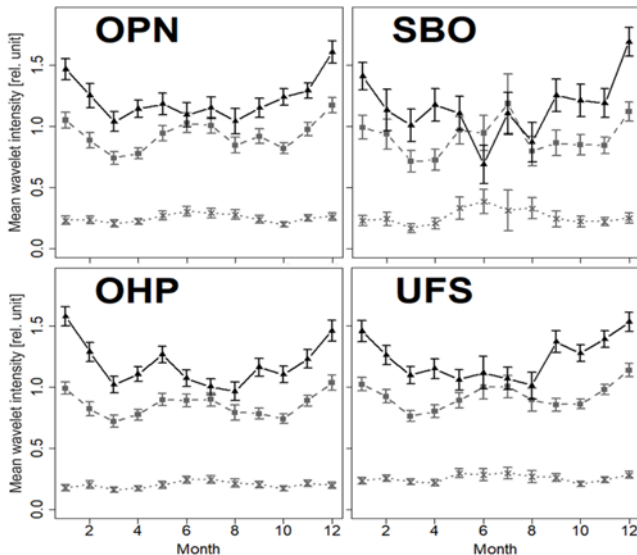 OPN
SBO
Mean wavelet intensity [rel. unit]
0.0
0.5
1.0
1.5
OHP
UFS
Mean wavelet intensity [rel. unit]
0.0
0.5
1.0
1.5
2 4 6 8 10 12
2 4 6 8 10 12
Month
Month